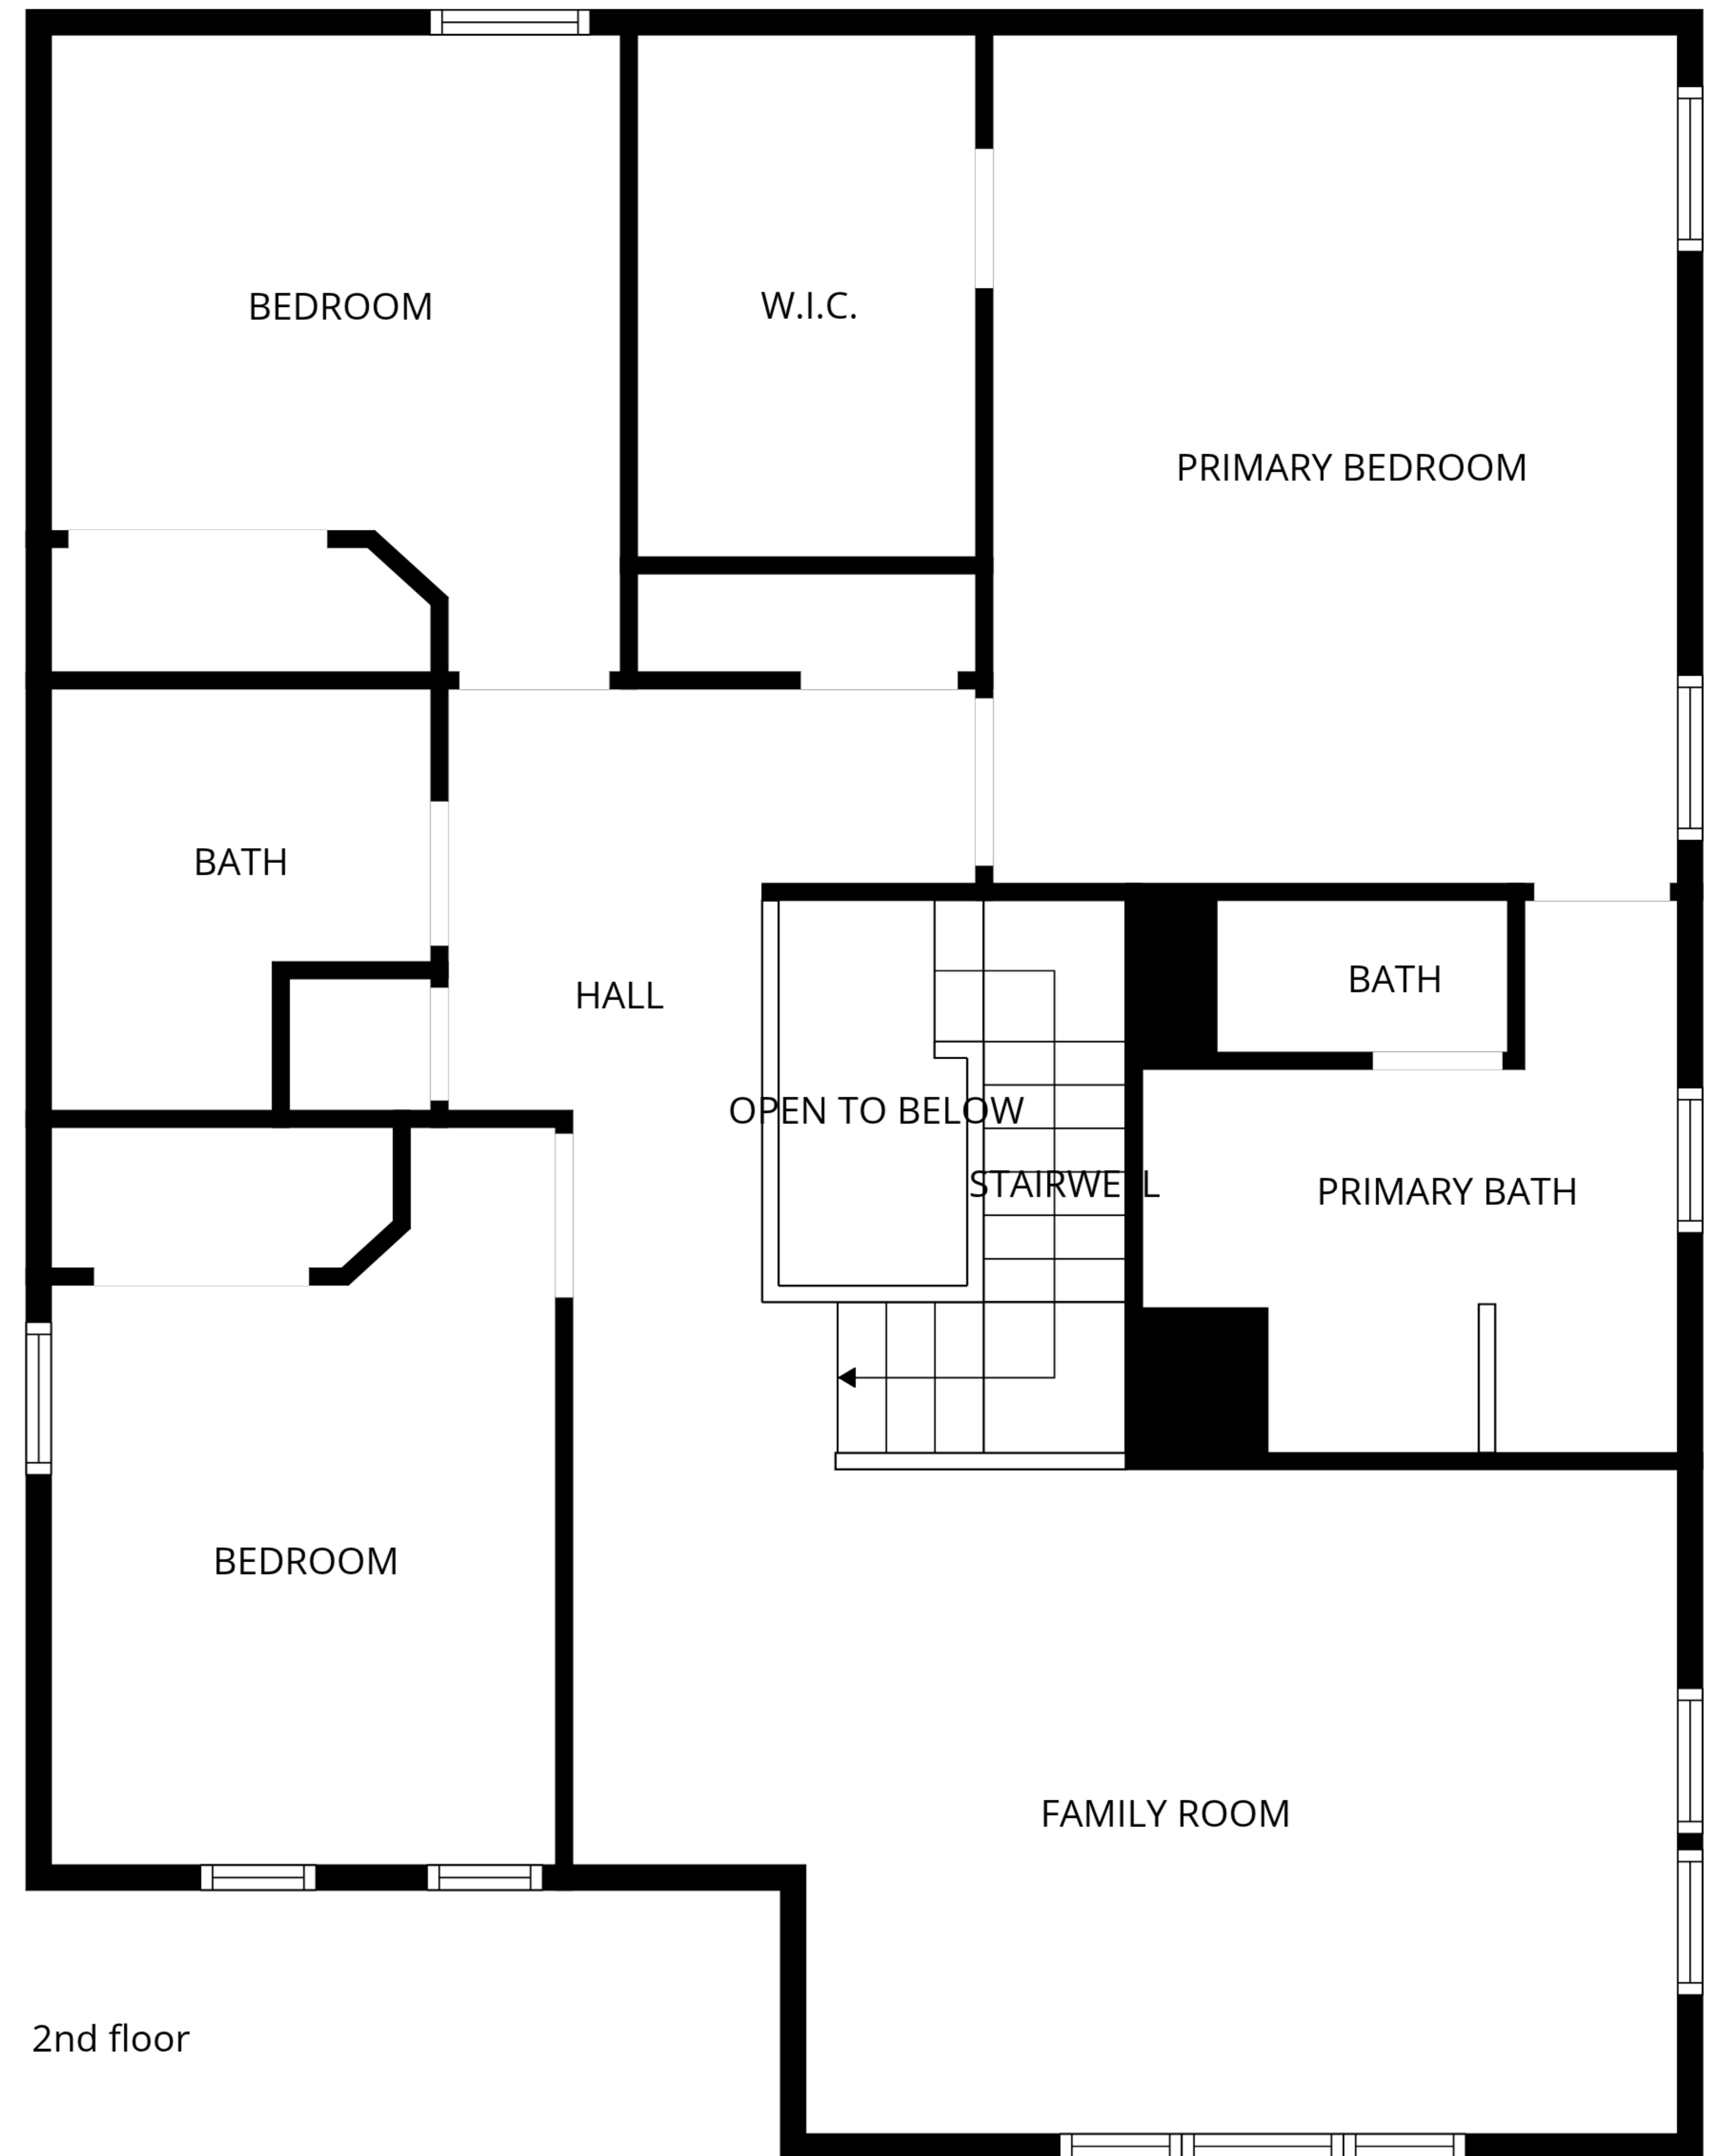 BEDROOM
W.I.C.
PRIMARY BEDROOM
BATH
HALL
BATH
OPEN TO BELOW
STAIRWELL
PRIMARY BATH
BEDROOM
FAMILY ROOM
2nd floor